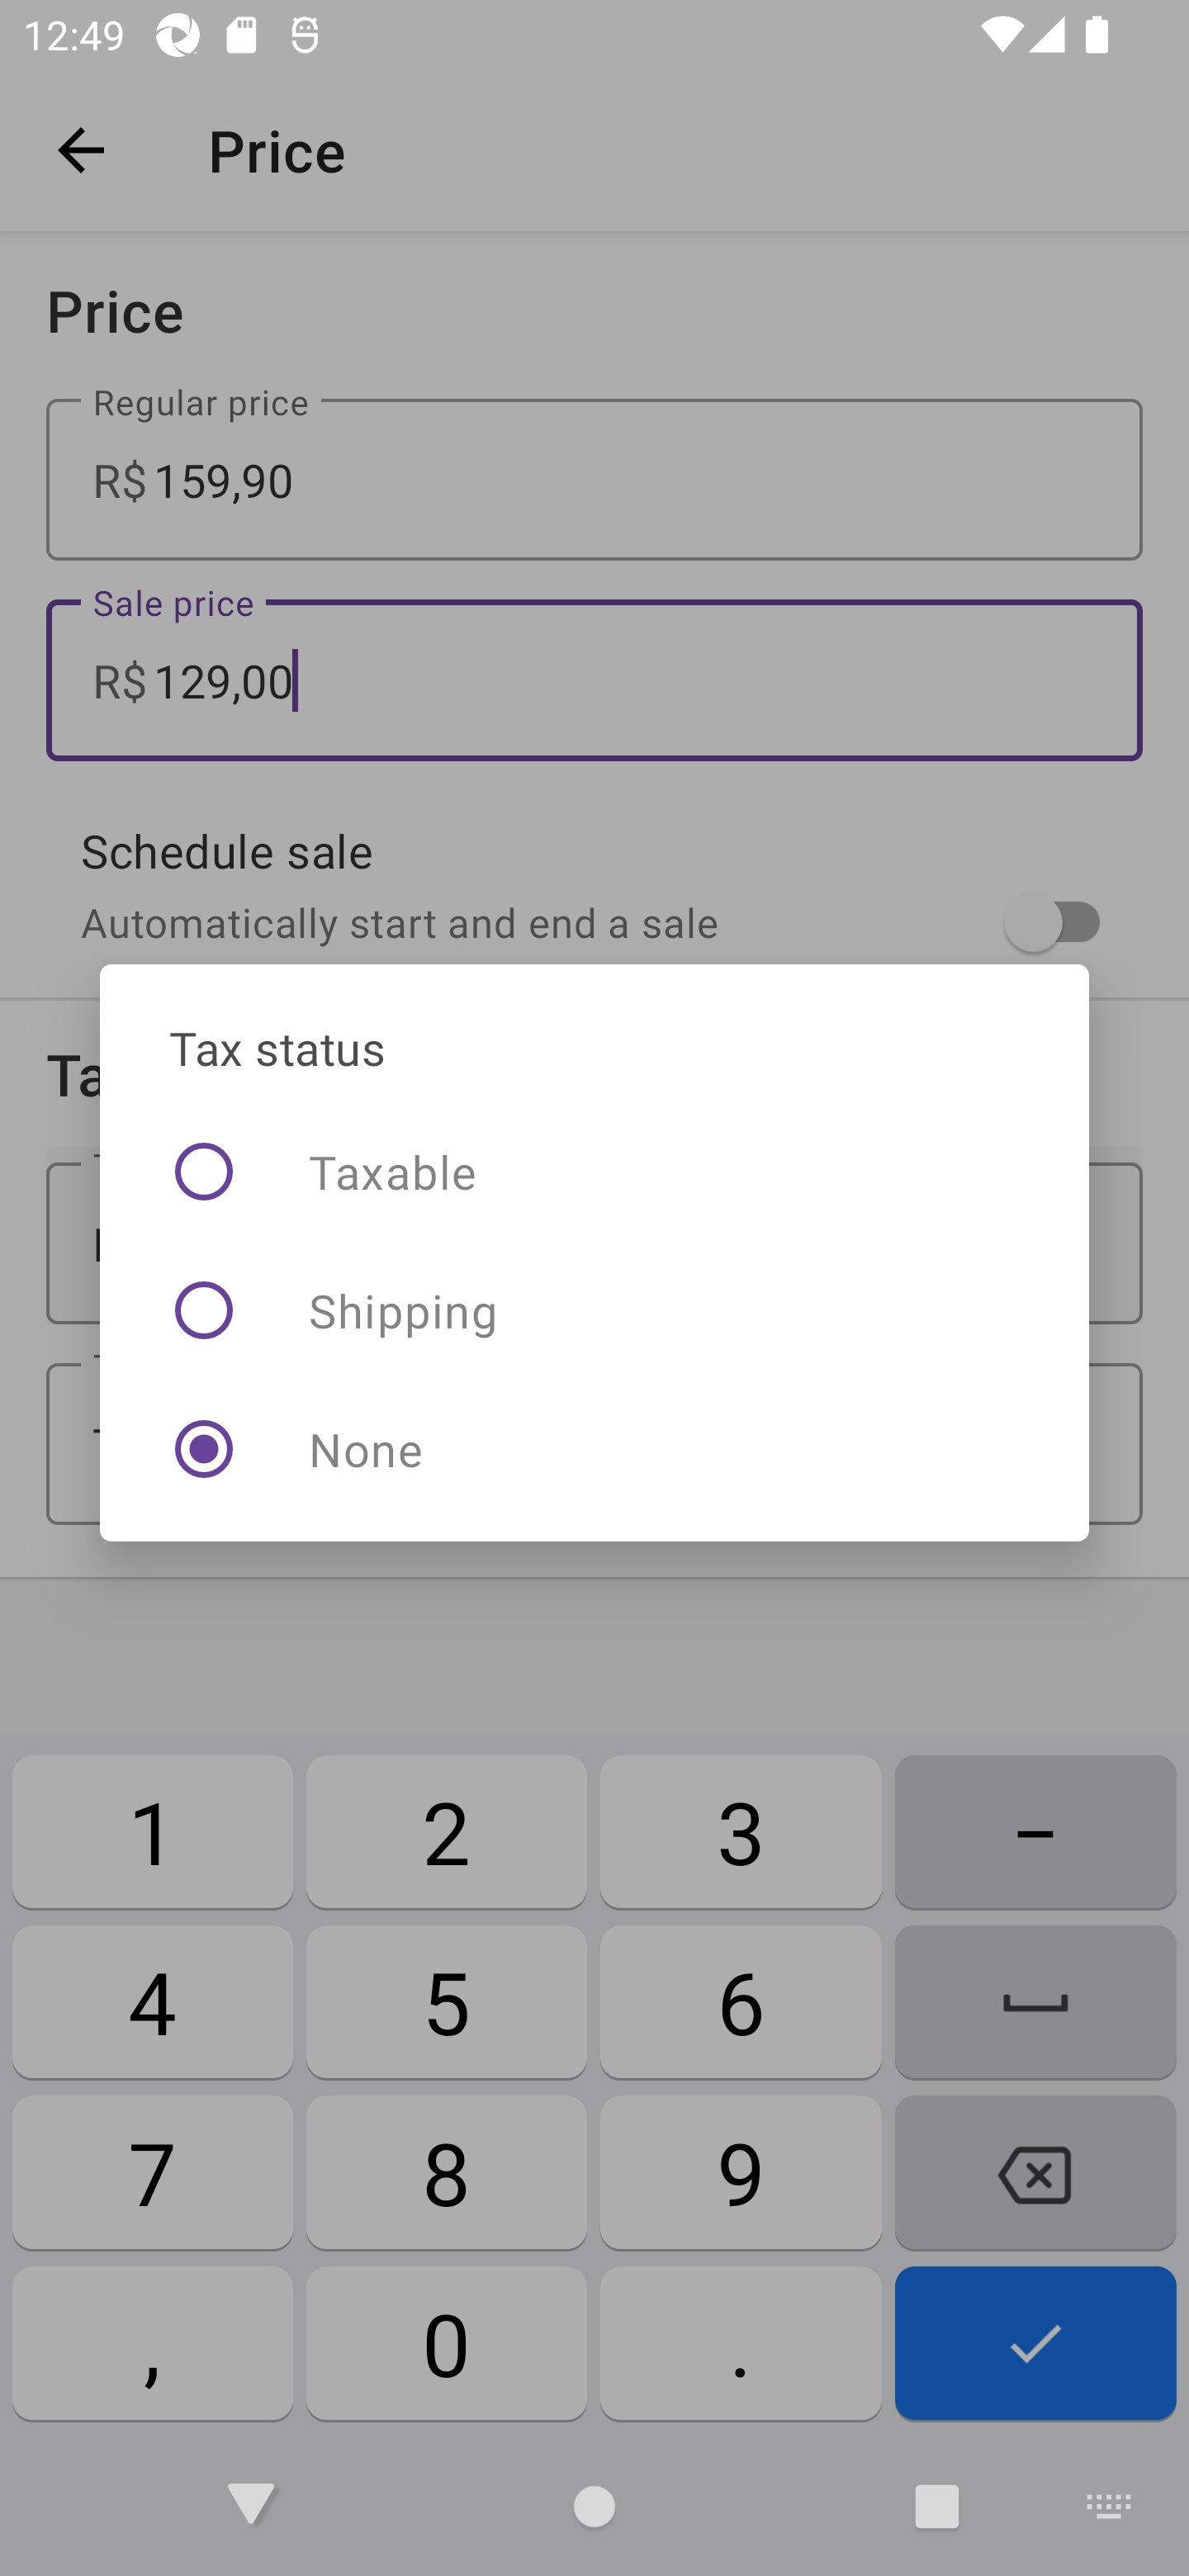 12:49
Price
Price
Regular price
R$ 159,90
Sale price
R$ 129,00
Schedule sale
Automatically start and end a sale
Ta
Tax status
Taxable
Shipping
None
1 2 3 –
4 5 6
7 8 9
, 0 .